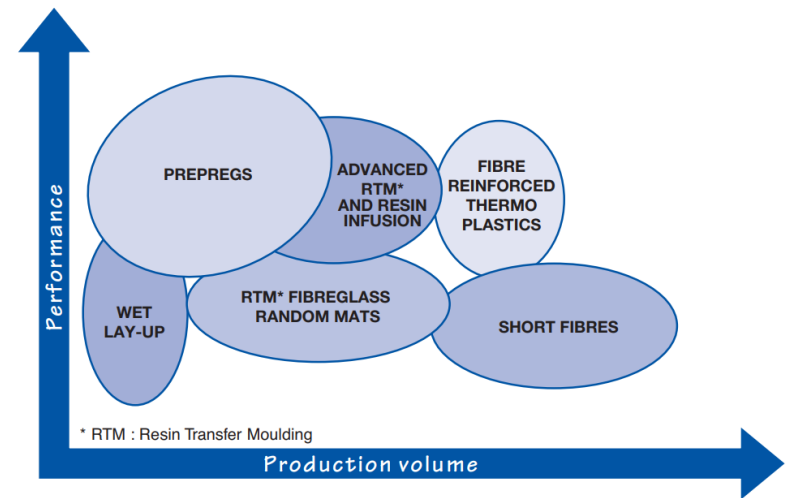 Performance
PREPREGS
ADVANCED
RTM*
AND RESIN
INFUSION
FIBRE
REINFORCED
THERMO
PLASTICS
WET
LAY-UP
RTM* FIBREGLASS
RANDOM MATS
SHORT FIBRES
* RTM : Resin Transfer Moulding
Production volume